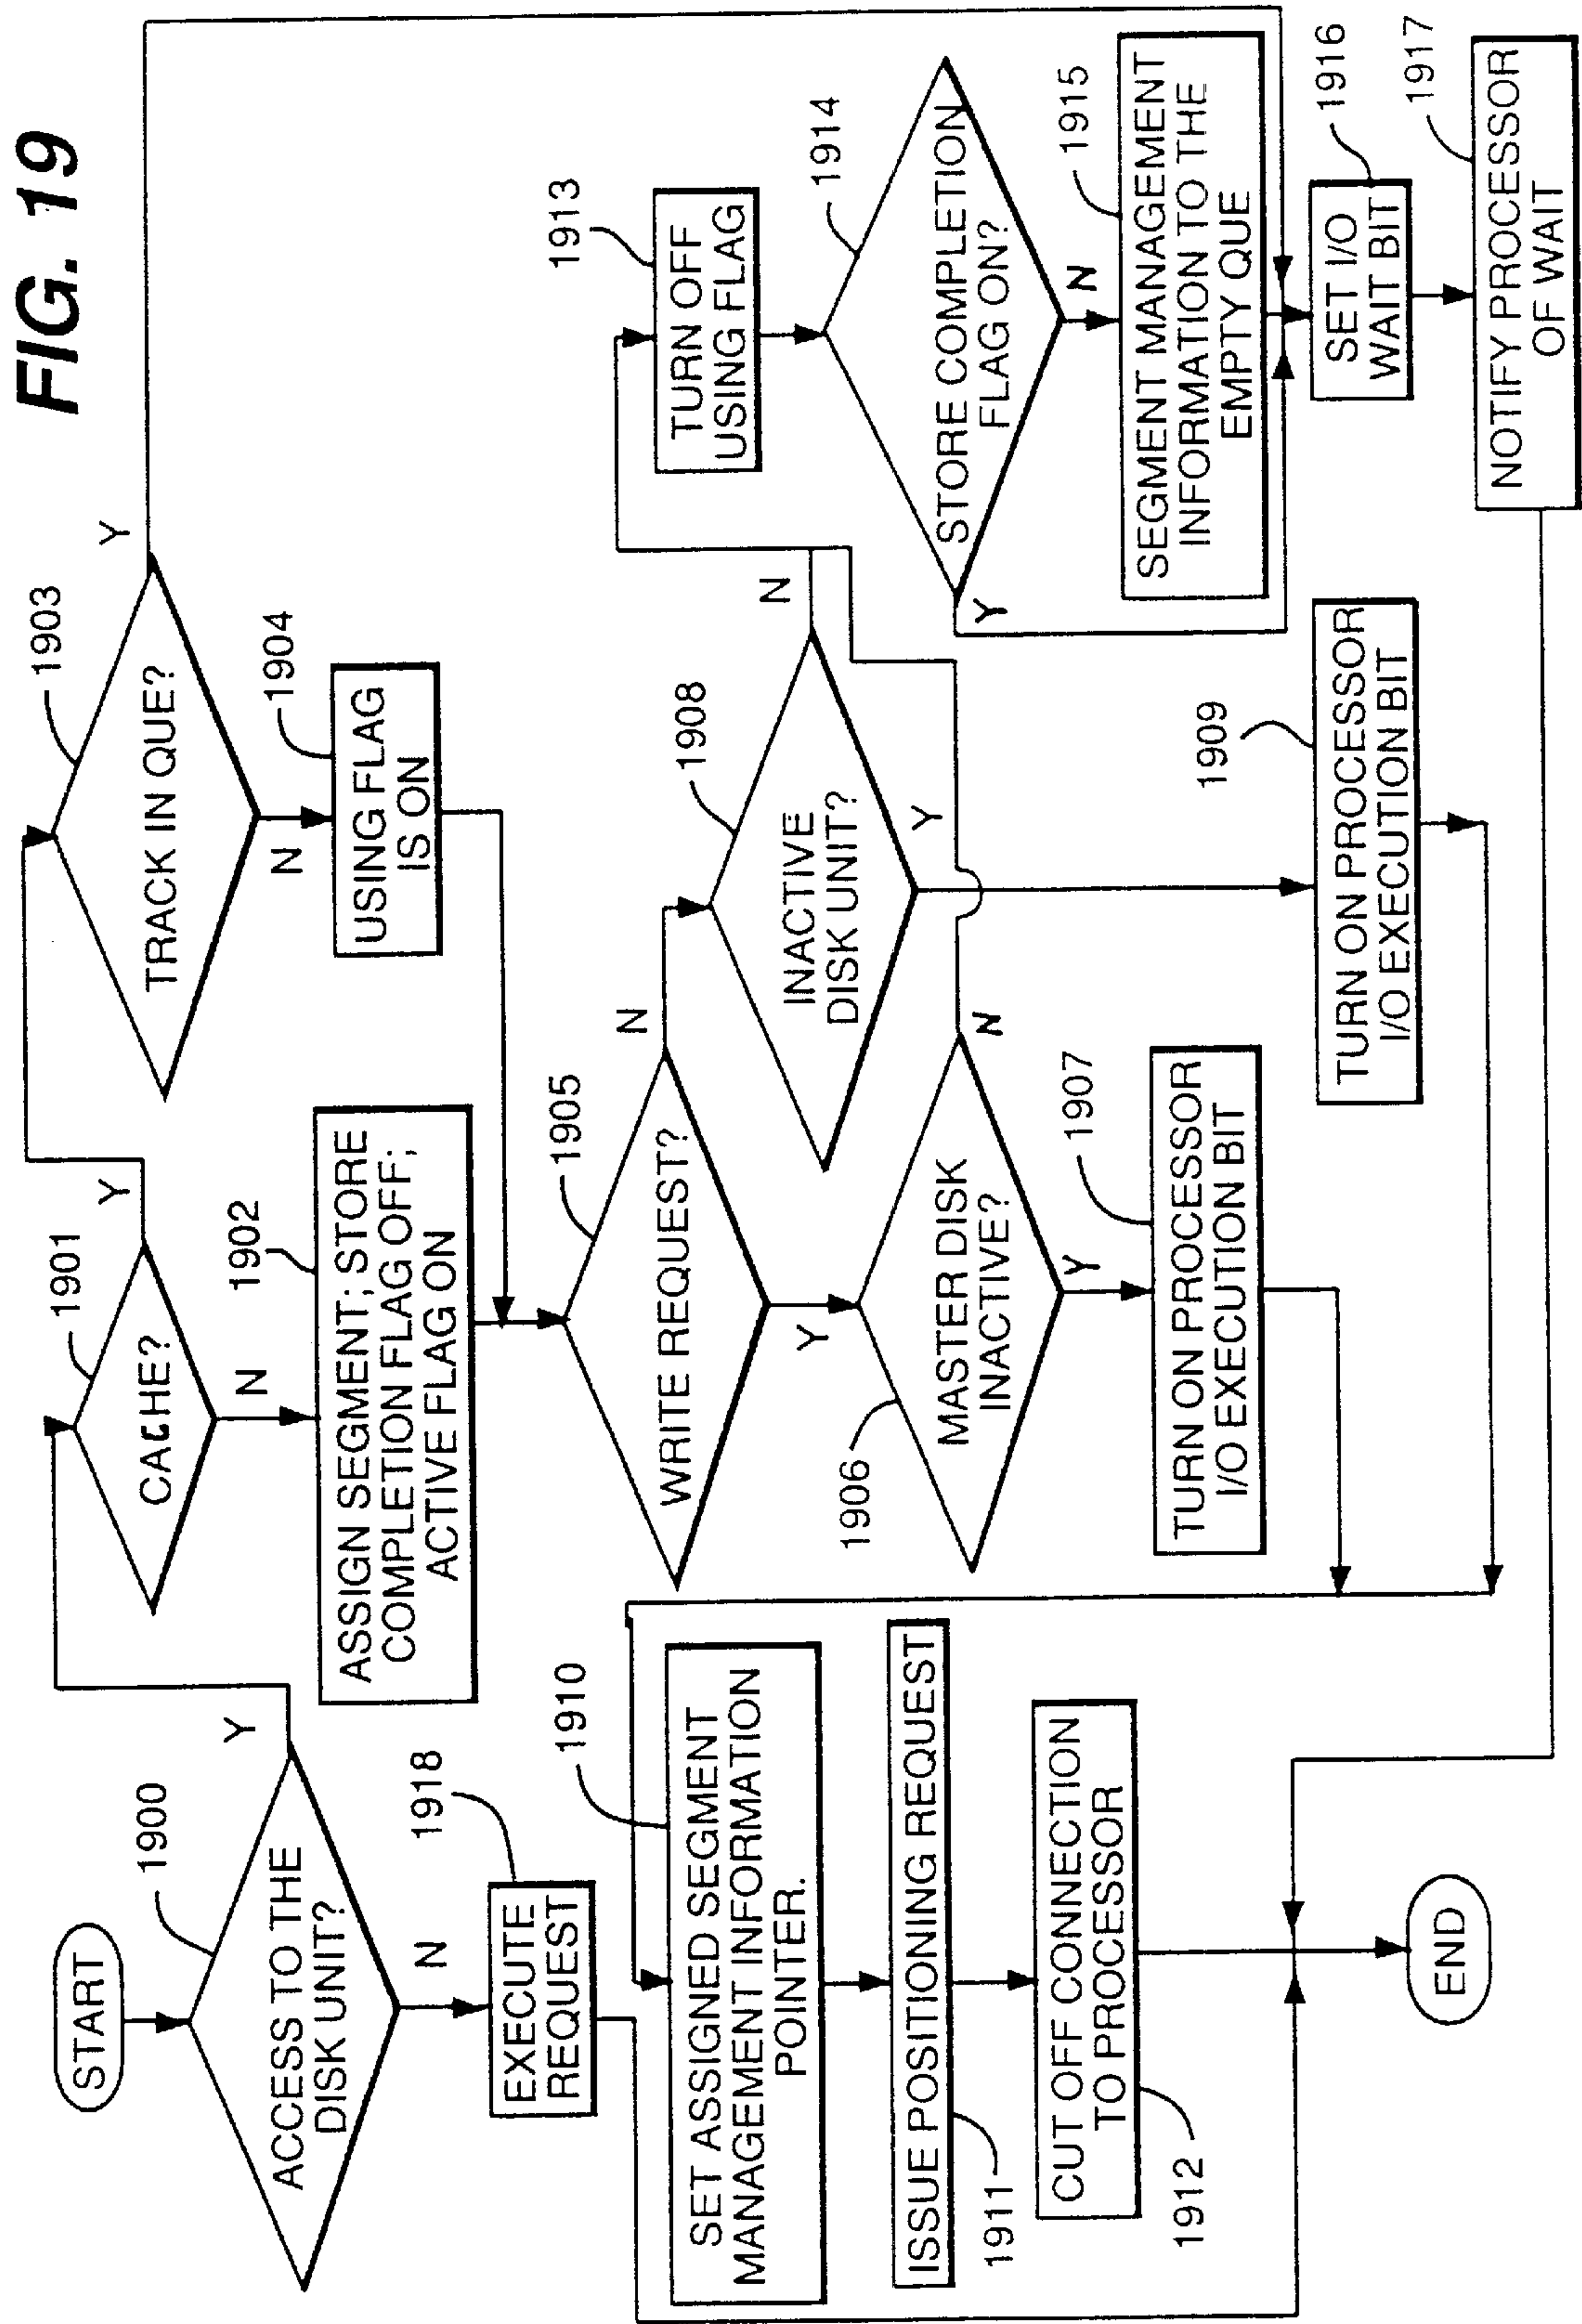 FIG. 19
START
1900
ACCESS TO THE
DISK UNIT?
Y
N
1918
EXECUTE
REQUEST
1901
CACHE?
Y
N
1902
ASSIGN SEGMENT; STORE
COMPLETION FLAG OFF;
ACTIVE FLAG ON
1903
TRACK IN QUE?
Y
N
1904
USING FLAG
IS ON
1905
WRITE REQUEST?
N
Y
1906
MASTER DISK
INACTIVE?
N
Y
1907
TURN ON PROCESSOR
I/O EXECUTION BIT
1908
INACTIVE
DISK UNIT?
N
Y
1909
TURN ON PROCESSOR
I/O EXECUTION BIT
1910
SET ASSIGNED SEGMENT
MANAGEMENT INFORMATION
POINTER.
ISSUE POSITIONING REQUEST
1911
CUT OFF CONNECTION
TO PROCESSOR
1912
1913
TURN OFF
USING FLAG
1914
STORE COMPLETION
FLAG ON?
Y
N
1915
SEGMENT MANAGEMENT
INFORMATION TO THE
EMPTY QUE
1916
SET I/O
WAIT BIT
1917
NOTIFY PROCESSOR
OF WAIT
END